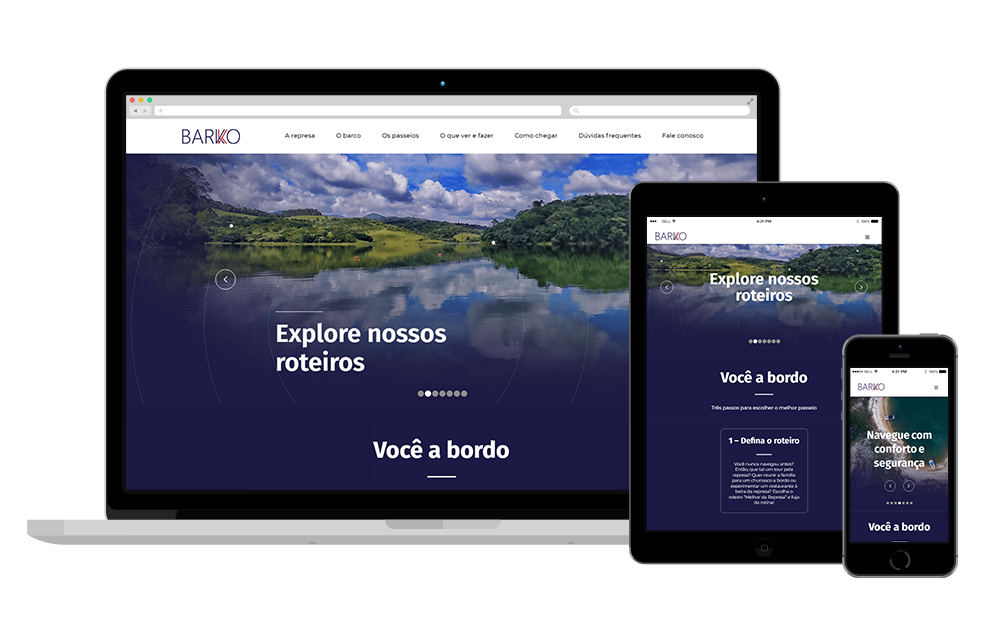 BARKO
A represa O barco Os passeios O que ver e fazer Como chegar Dúvidas frequentes Fale conosco
Explore nossos
roteiros
Você a bordo
BELL 4:21 PM 100%
BARKO
Explore nossos
roteiros
Você a bordo
Três passos para escolher o melhor passeio
1 – Defina o roteiro
Você nunca navegou antes?
Então, que tal um tour pela
represa? Quer reunir a família
para um churrasco a bordo ou
experimentar um restaurante à
beira da represa? Escolha o
roteiro "Melhor da Represa" e fuja
da rotina!
BELL 4:21 PM 100%
BARKO
Navegue com
conforto e
segurança
Você a bordo